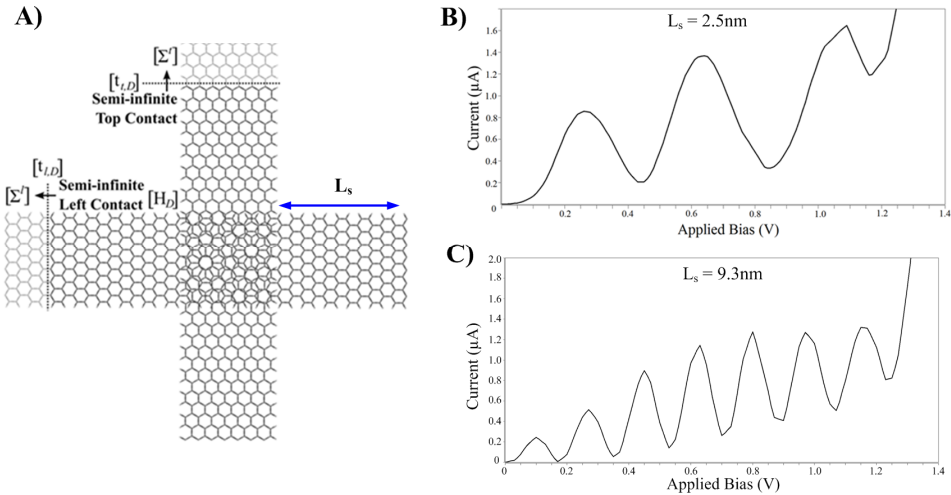 A)
[Σᵗ]
[t_t,D]
Semi-infinite
Top Contact
[t_l,D]
[Σˡ]
Semi-infinite
Left Contact
[H_D]
L_s
B)
L_s = 2.5nm
Current (µA)
1.6
1.4
1.2
1.0
0.8
0.6
0.4
0.2
0
0.2
0.4
0.6
0.8
1.0
1.2
1.4
Applied Bias (V)
C)
L_s = 9.3nm
Current (µA)
2.0
1.8
1.6
1.4
1.2
1.0
0.8
0.6
0.4
0.2
0
0
0.2
0.4
0.6
0.8
1.0
1.2
1.4
Applied Bias (V)